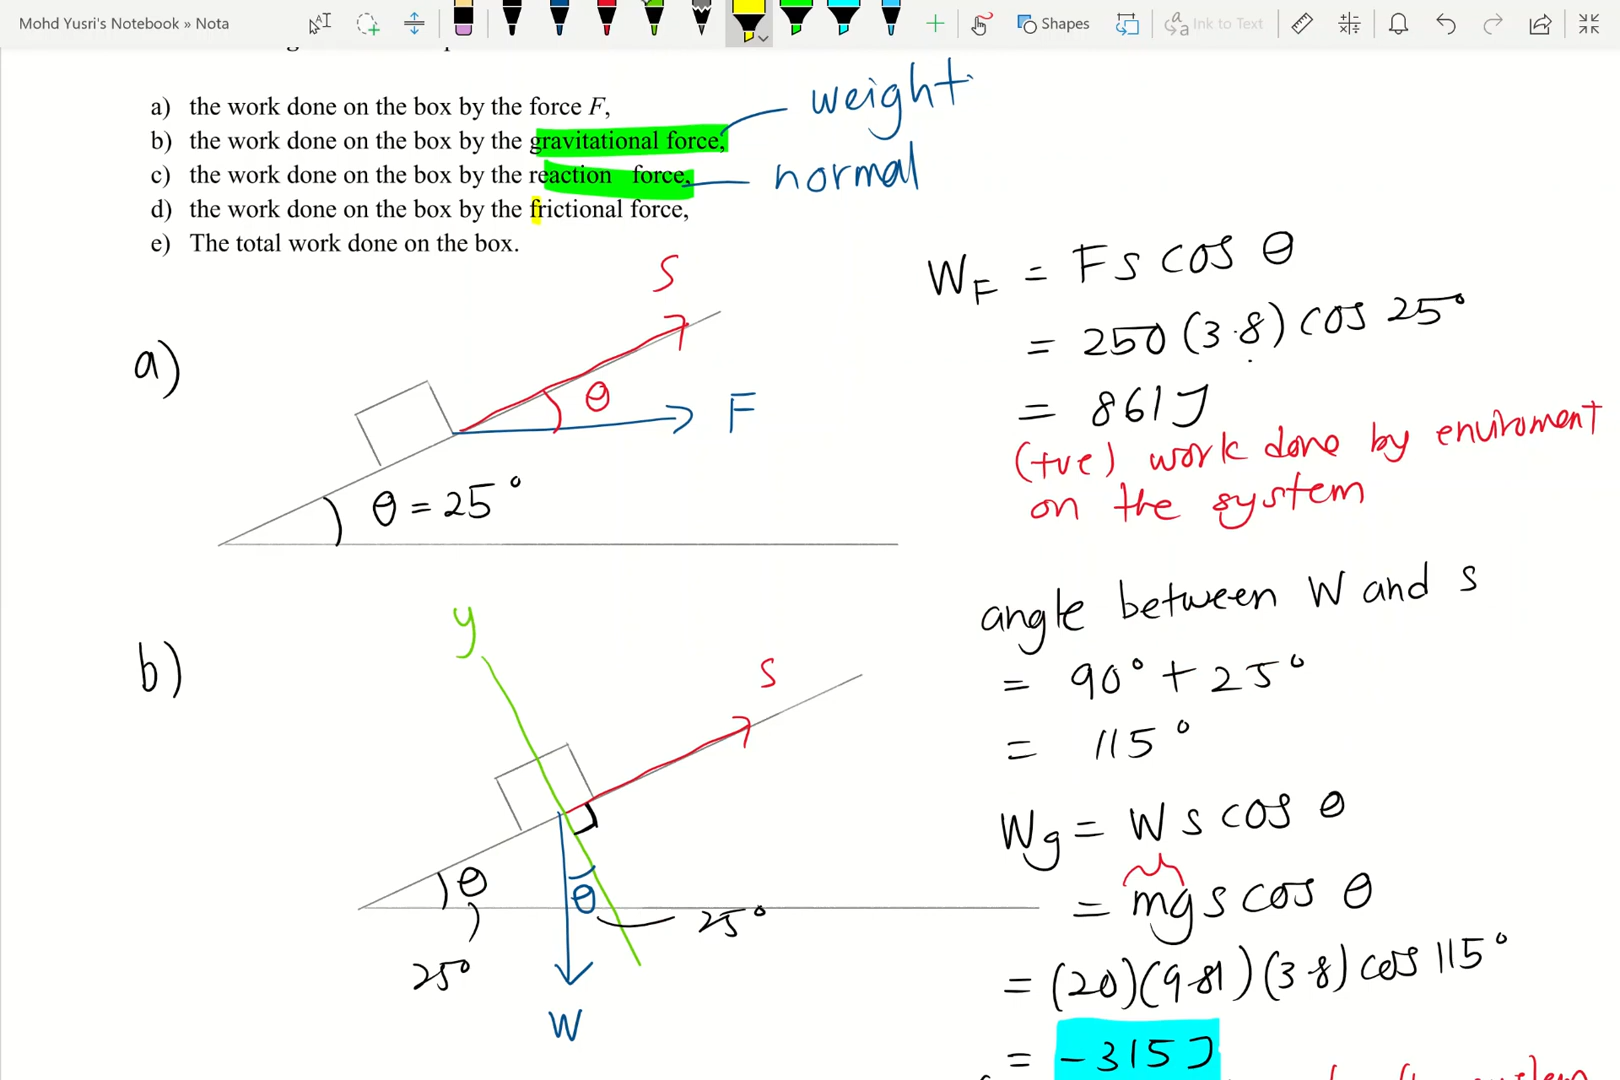 Mohd Yusri's Notebook » Nota
Shapes
Ink to Text
a) the work done on the box by the force F,
b) the work done on the box by the gravitational force,
weight
c) the work done on the box by the reaction force,
normal
d) the work done on the box by the frictional force,
e) The total work done on the box.
a)
S
θ
F
θ = 25°
W_F = F s cos θ
= 250 (3.8) cos 25°
= 861 J
(+ve) work done by enviroment
on the system
b)
y
s
θ
25°
θ
25°
W
angle between W and s
= 90° + 25°
= 115°
Wg = W s cos θ
= mg s cos θ
= (20)(9.81)(3.8) cos 115°
= -315 J